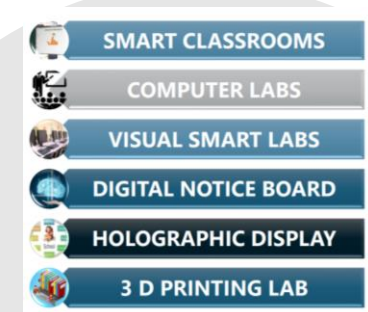 SMART CLASSROOMS
COMPUTER LABS
VISUAL SMART LABS
DIGITAL NOTICE BOARD
HOLOGRAPHIC DISPLAY
3 D PRINTING LAB